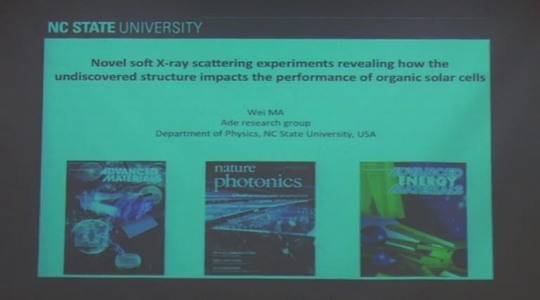 NC STATE UNIVERSITY
Novel soft X-ray scattering experiments revealing how the
undiscovered structure impacts the performance of organic solar cells
Wei MA
Ade research group
Department of Physics, NC State University, USA
ADVANCED
MATERIALS
nature
photonics
ADVANCED
ENERGY
MATERIALS